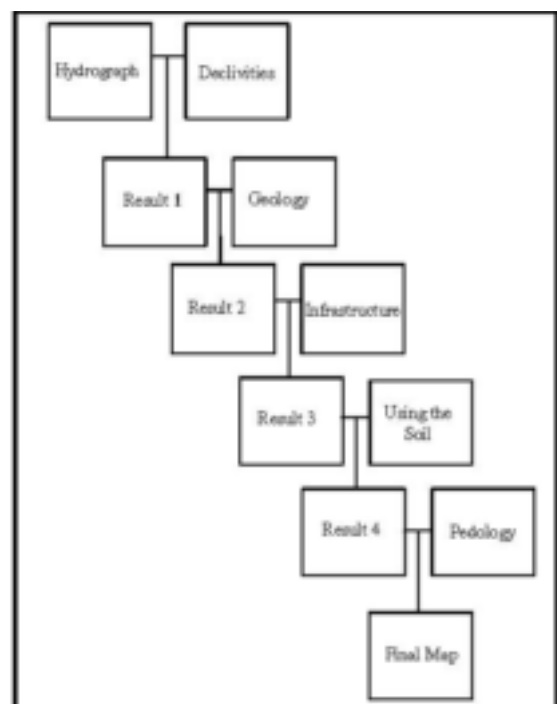 Hydrograph
Declivities
Result 1
Geology
Result 2
Infrastructure
Result 3
Using the
Soil
Result 4
Pedology
Final Map